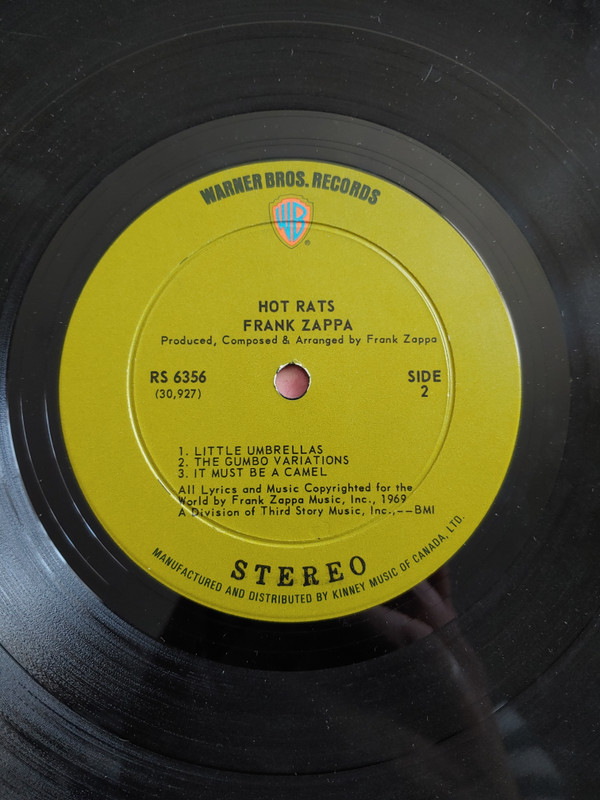 WARNER BROS. RECORDS
WB
®
HOT RATS
FRANK ZAPPA
Produced, Composed & Arranged by Frank Zappa
RS 6356
(30,927)
SIDE
2
1. LITTLE UMBRELLAS
2. THE GUMBO VARIATIONS
3. IT MUST BE A CAMEL
All Lyrics and Music Copyrighted for the
World by Frank Zappa Music, Inc., 1969
A Division of Third Story Music, Inc.,--BMI
STEREO
MANUFACTURED AND DISTRIBUTED BY KINNEY MUSIC OF CANADA, LTD.